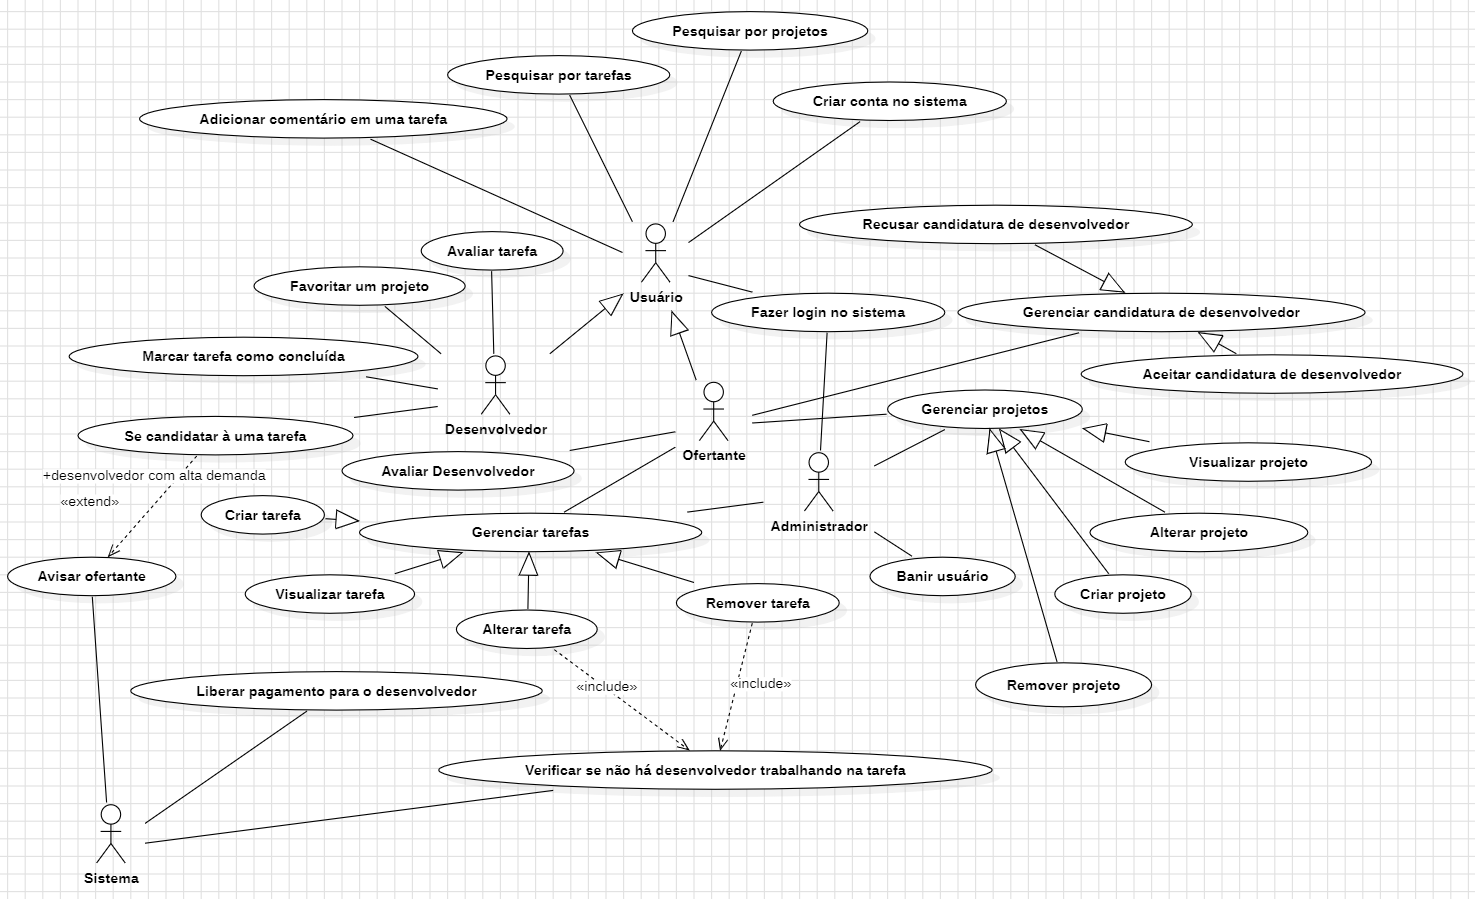 Pesquisar por projetos
Pesquisar por tarefas
Criar conta no sistema
Adicionar comentário em uma tarefa
Recusar candidatura de desenvolvedor
Avaliar tarefa
Favoritar um projeto
Usuário
Fazer login no sistema
Gerenciar candidatura de desenvolvedor
Marcar tarefa como concluída
Aceitar candidatura de desenvolvedor
Gerenciar projetos
Desenvolvedor
Se candidatar à uma tarefa
Ofertante
Visualizar projeto
Avaliar Desenvolvedor
+desenvolvedor com alta demanda
«extend»
Criar tarefa
Administrador
Gerenciar tarefas
Alterar projeto
Avisar ofertante
Banir usuário
Visualizar tarefa
Criar projeto
Remover tarefa
Alterar tarefa
«include»
«include»
Remover projeto
Liberar pagamento para o desenvolvedor
Verificar se não há desenvolvedor trabalhando na tarefa
Sistema